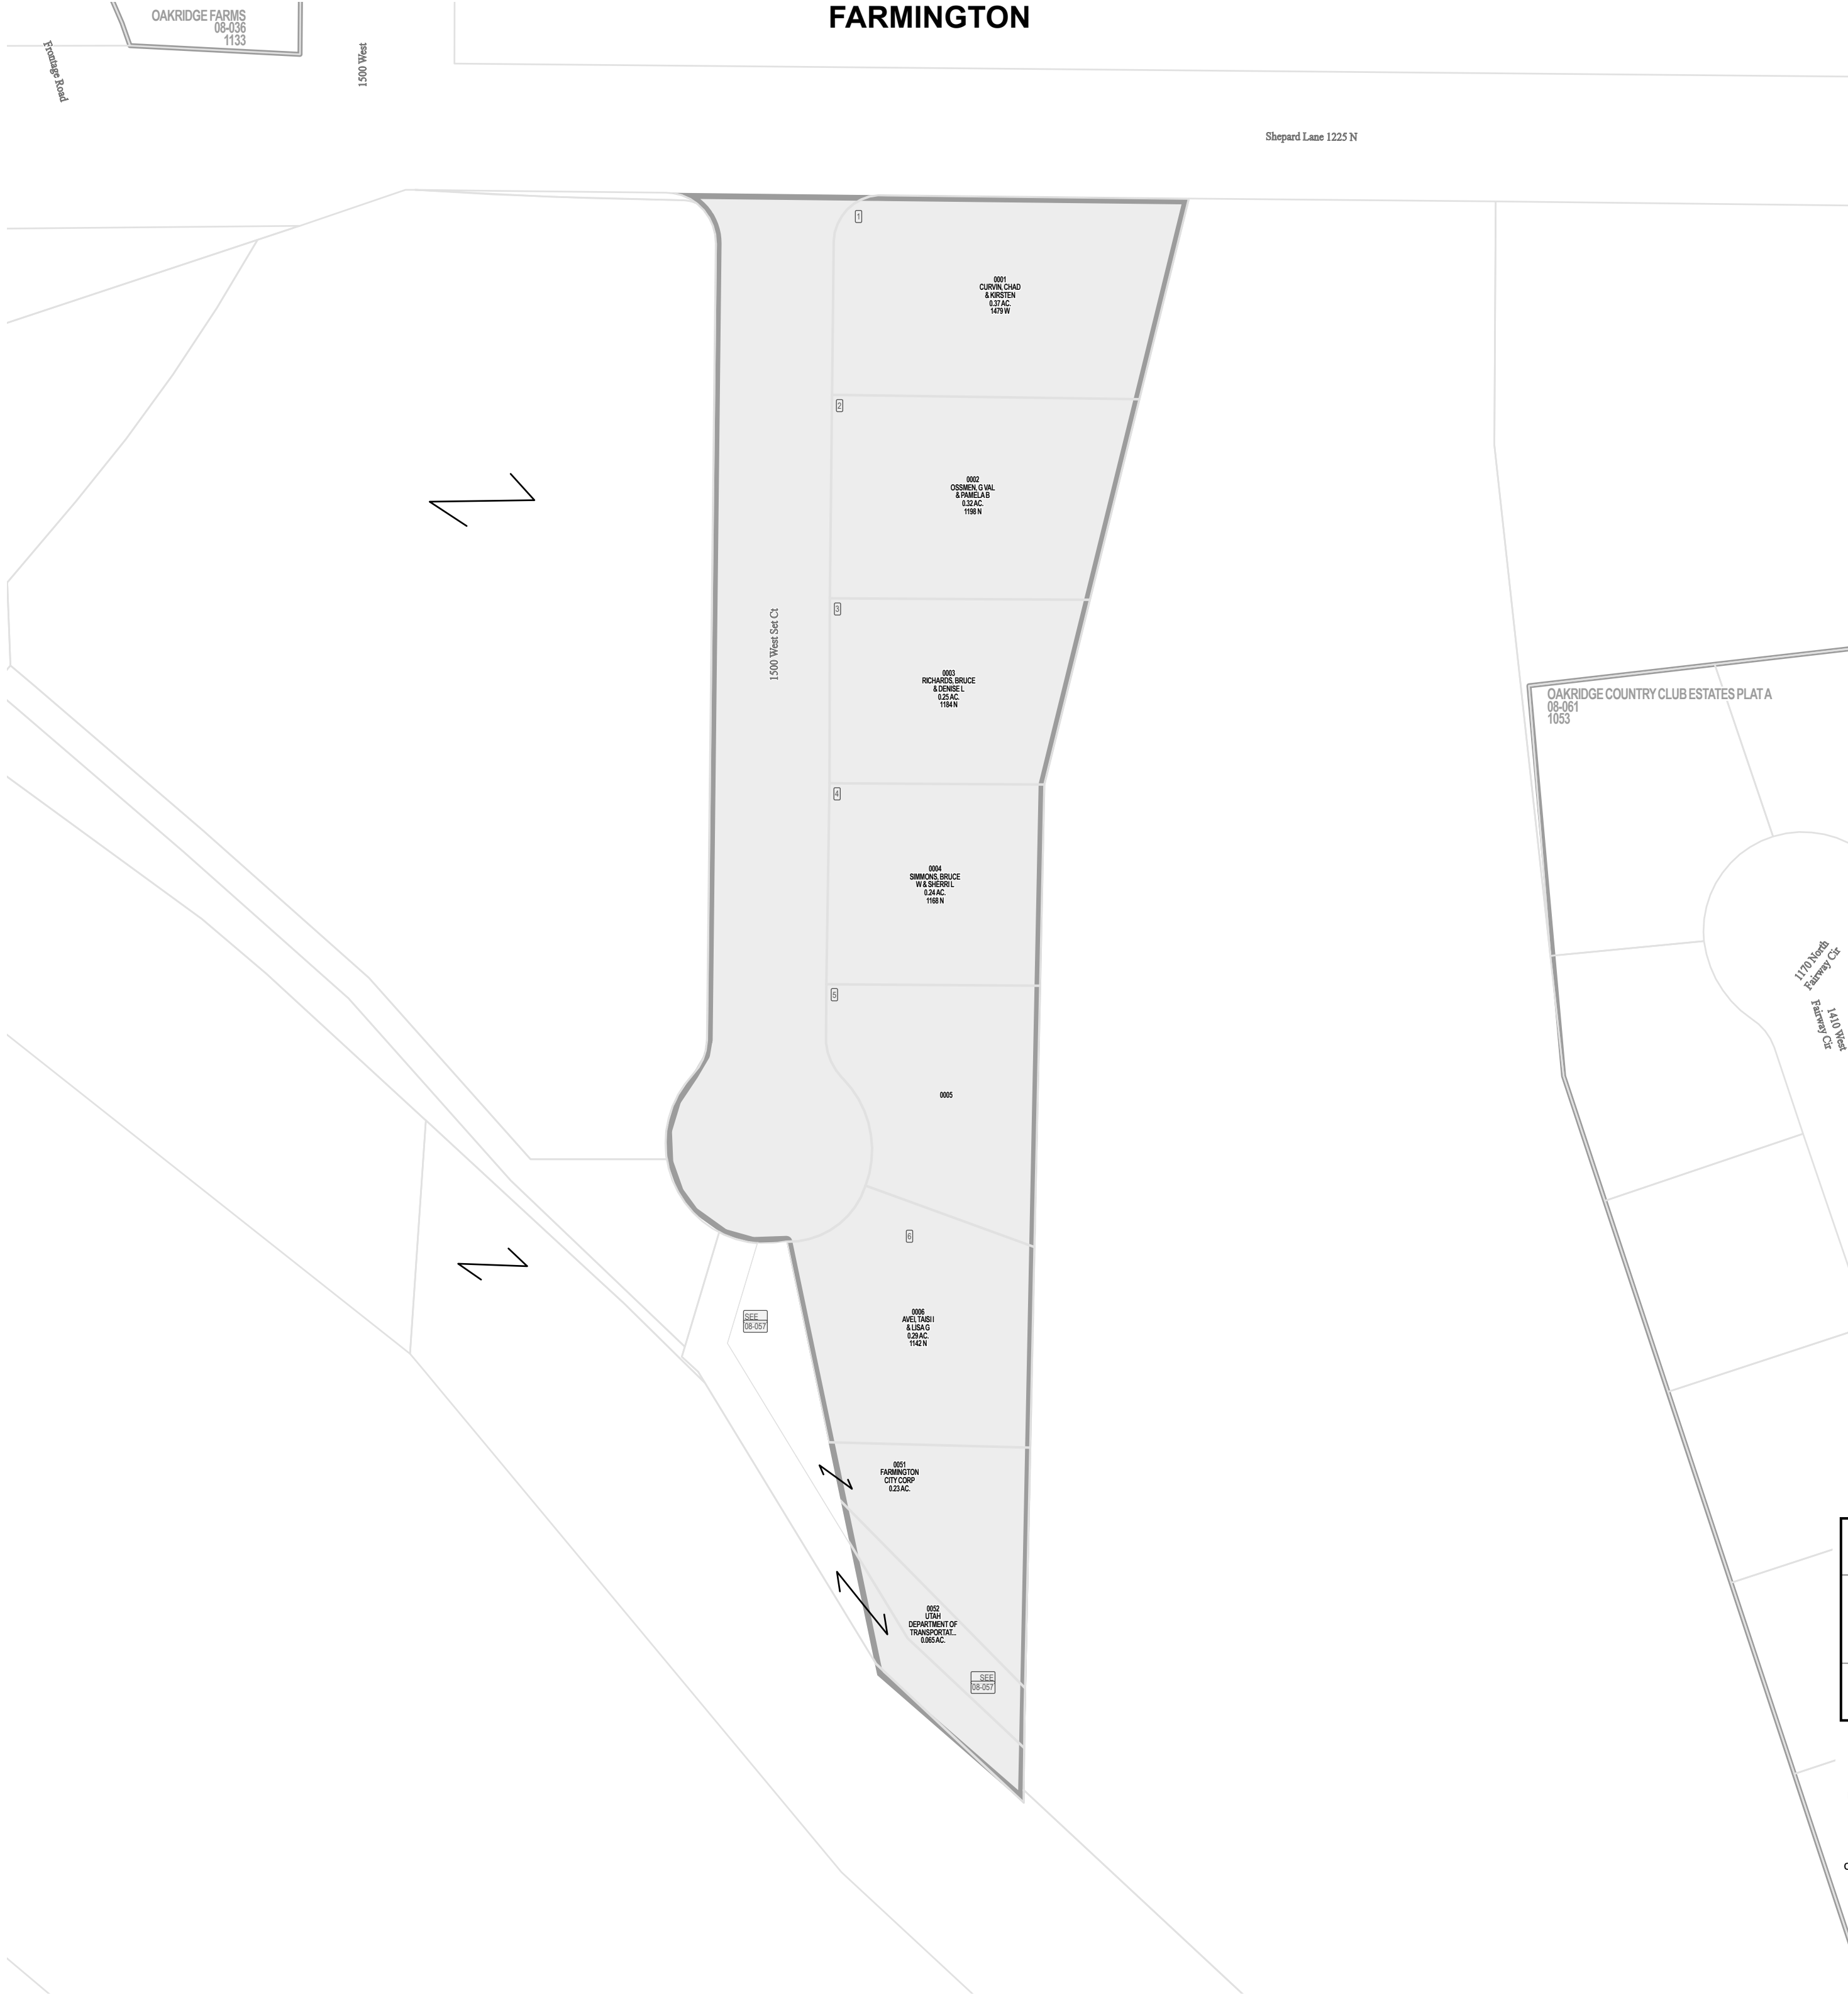 FARMINGTON
OAKRIDGE FARMS
08-036
1133
Frontage Road
1500 West
Shepard Lane 1225 N
1
0001
CURVIN, CHAD
& KIRSTEN
0.37 AC.
1479 W
2
0002
OSSMEN, G VAL
& PAMELA B
0.32 AC.
1198 N
1500 West Set Ct
3
0003
RICHARDS, BRUCE
& DENISE L
0.25 AC.
1184 N
OAKRIDGE COUNTRY CLUB ESTATES PLAT A
08-061
1053
4
0004
SIMMONS, BRUCE
W & SHERRI L
0.24 AC.
1168 N
1170 North
Fairway Cir
1410 West
Fairway Cir
5
0005
6
0006
AVEI, TAISI I
& LISA G
0.29 AC.
1142 N
SEE
08-057
0051
FARMINGTON
CITY CORP
0.23 AC.
0052
UTAH
DEPARTMENT OF
TRANSPORTAT...
0.065 AC.
SEE
08-057